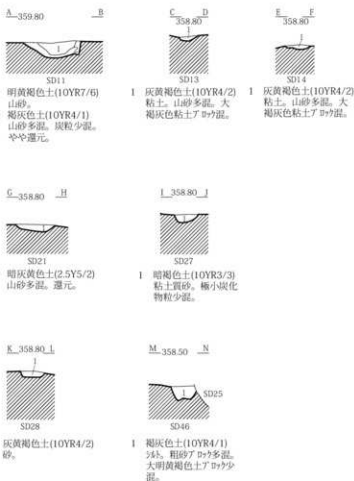 A 359.80 B
1
SD11
明黄褐色土(10YR7/6)
山砂。
褐灰色土(10YR4/1)
山砂多混。炭粒少混。
やや還元。
C 358.80 D
1
SD13
1 灰黄褐色土(10YR4/2)
粘土。山砂多混。大
褐灰色粘土ブロック混。
E 358.80 F
1
SD14
1 灰黄褐色土(10YR4/2)
粘土。山砂多混。大
褐灰色粘土ブロック混。
G 358.80 H
1
SD21
暗灰黄色土(2.5Y5/2)
山砂多混。還元。
I 358.80 J
1
SD27
1 暗褐色土(10YR3/3)
粘土質砂。極小炭化
物粒少混。
K 358.80 L
1
SD28
灰黄褐色土(10YR4/2)
砂。
M 358.50 N
1
SD25
SD46
1 褐灰色土(10YR4/1)
シルト。粗砂ブロック多混。
大明黄褐色土ブロック少
混。